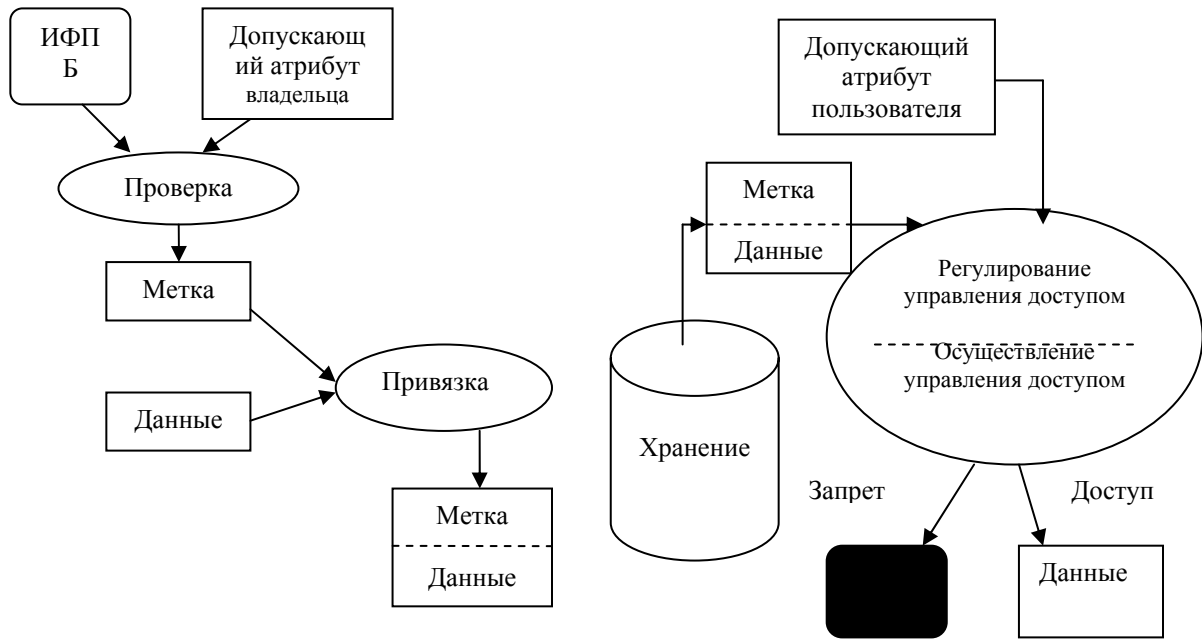 ИФП
Б
Допускающ
ий атрибут
владельца
Проверка
Метка
Данные
Привязка
Метка
Данные
Допускающий
атрибут
пользователя
Метка
Данные
Регулирование
управления доступом
Осуществление
управления доступом
Хранение
Запрет
Доступ
Данные